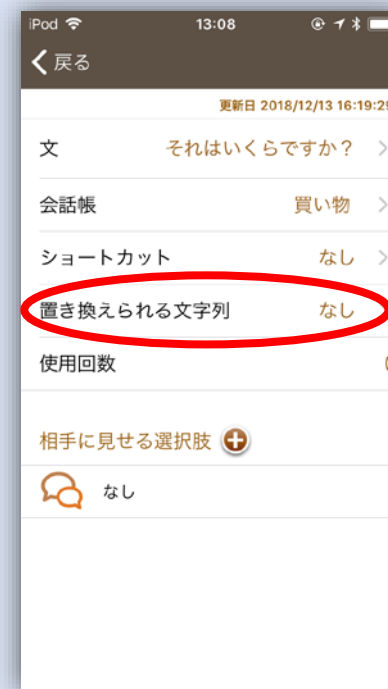 iPod 13:08
戻る
更新日 2018/12/13 16:19:29
文 それはいくらですか？
会話帳 買い物
ショートカット なし
置き換えられる文字列 なし
使用回数
相手に見せる選択肢
なし